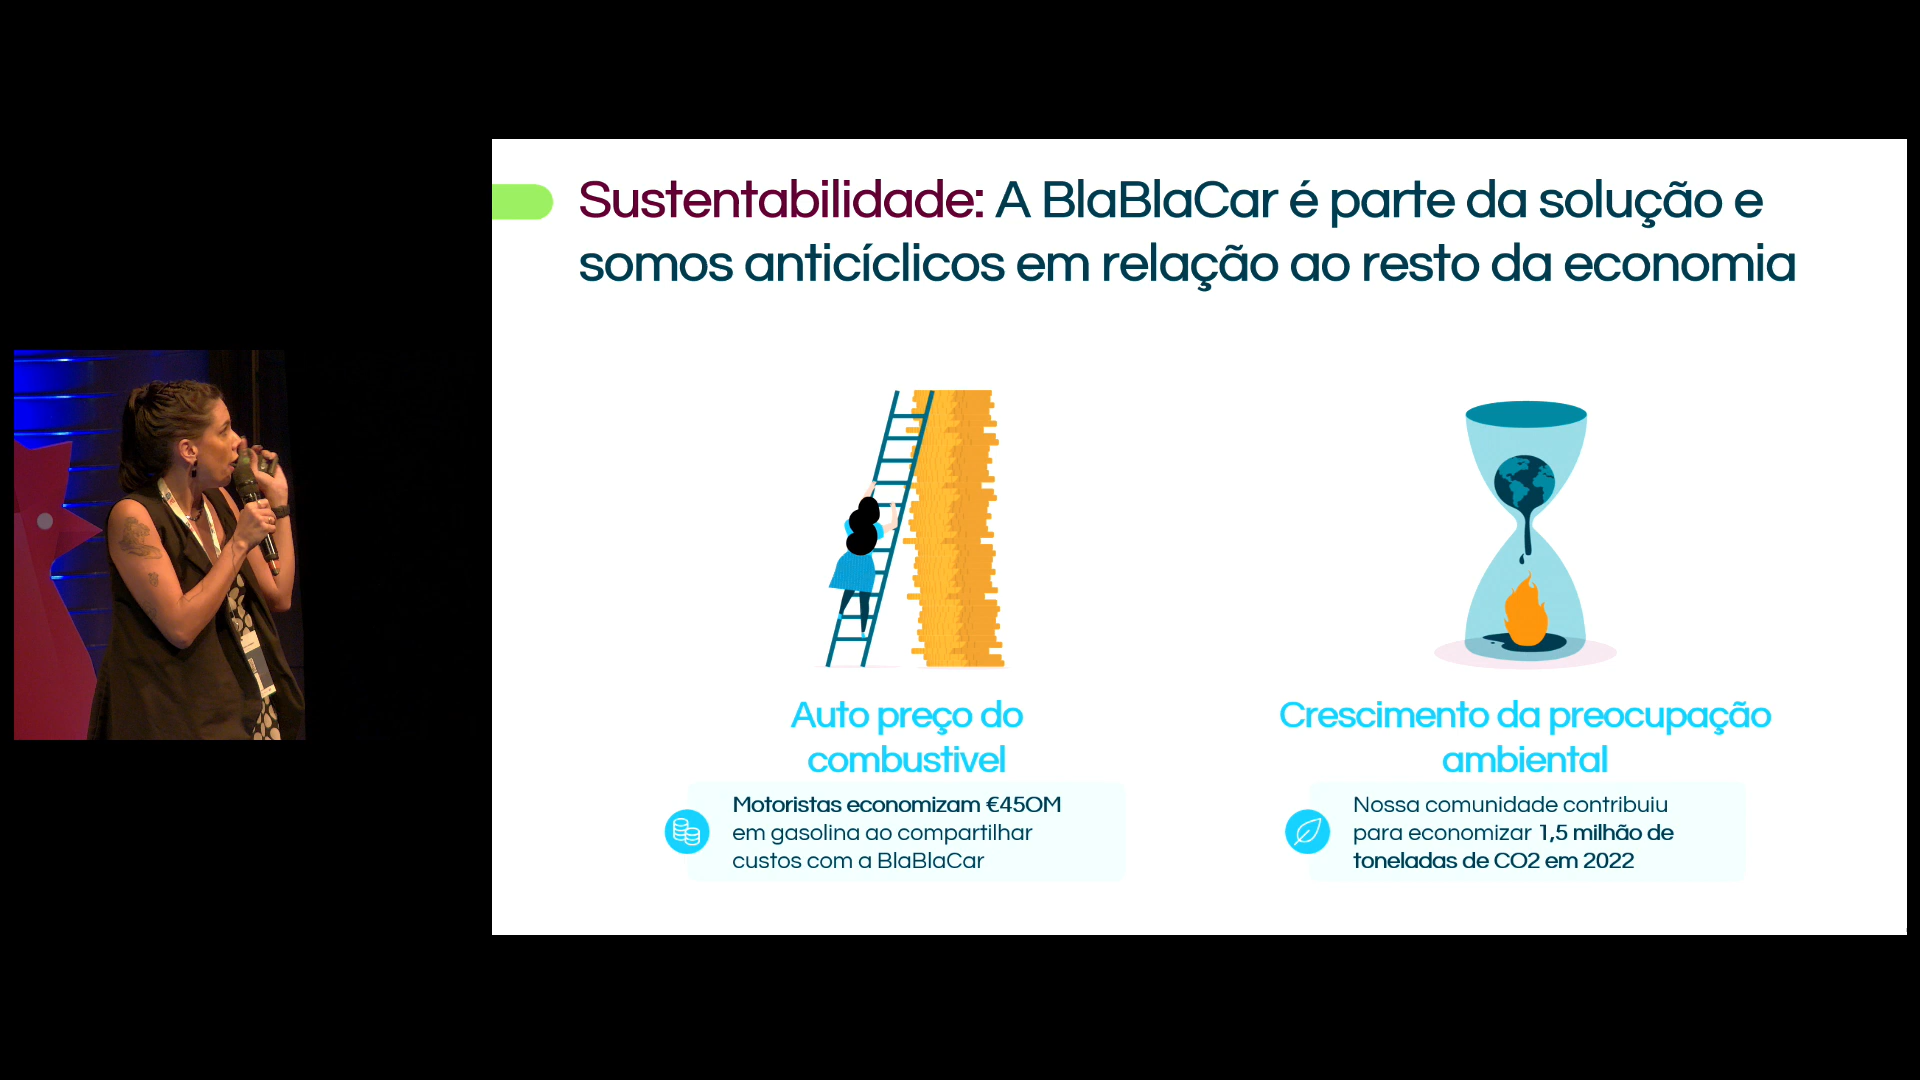 Sustentabilidade: A BlaBlaCar é parte da solução e
somos anticíclicos em relação ao resto da economia
Auto preço do
combustivel
Motoristas economizam €450M
em gasolina ao compartilhar
custos com a BlaBlaCar
Crescimento da preocupação
ambiental
Nossa comunidade contribuiu
para economizar 1,5 milhão de
toneladas de CO2 em 2022